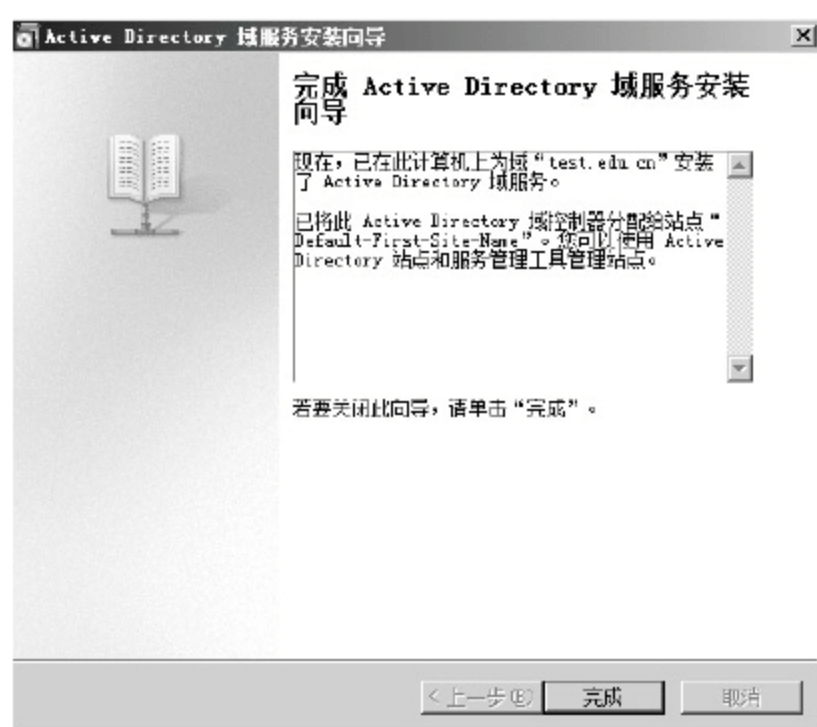 Active Directory 域服务安装向导
完成 Active Directory 域服务安装
向导
现在，已在此计算机上为域“test.edu.cn”安装
了 Active Directory 域服务。
已将此 Active Directory 域控制器分配给站点“
Default-First-Site-Name”。您可以使用 Active
Directory 站点和服务管理工具管理站点。
若要关闭此向导，请单击“完成”。
<上一步(B) 完成 取消